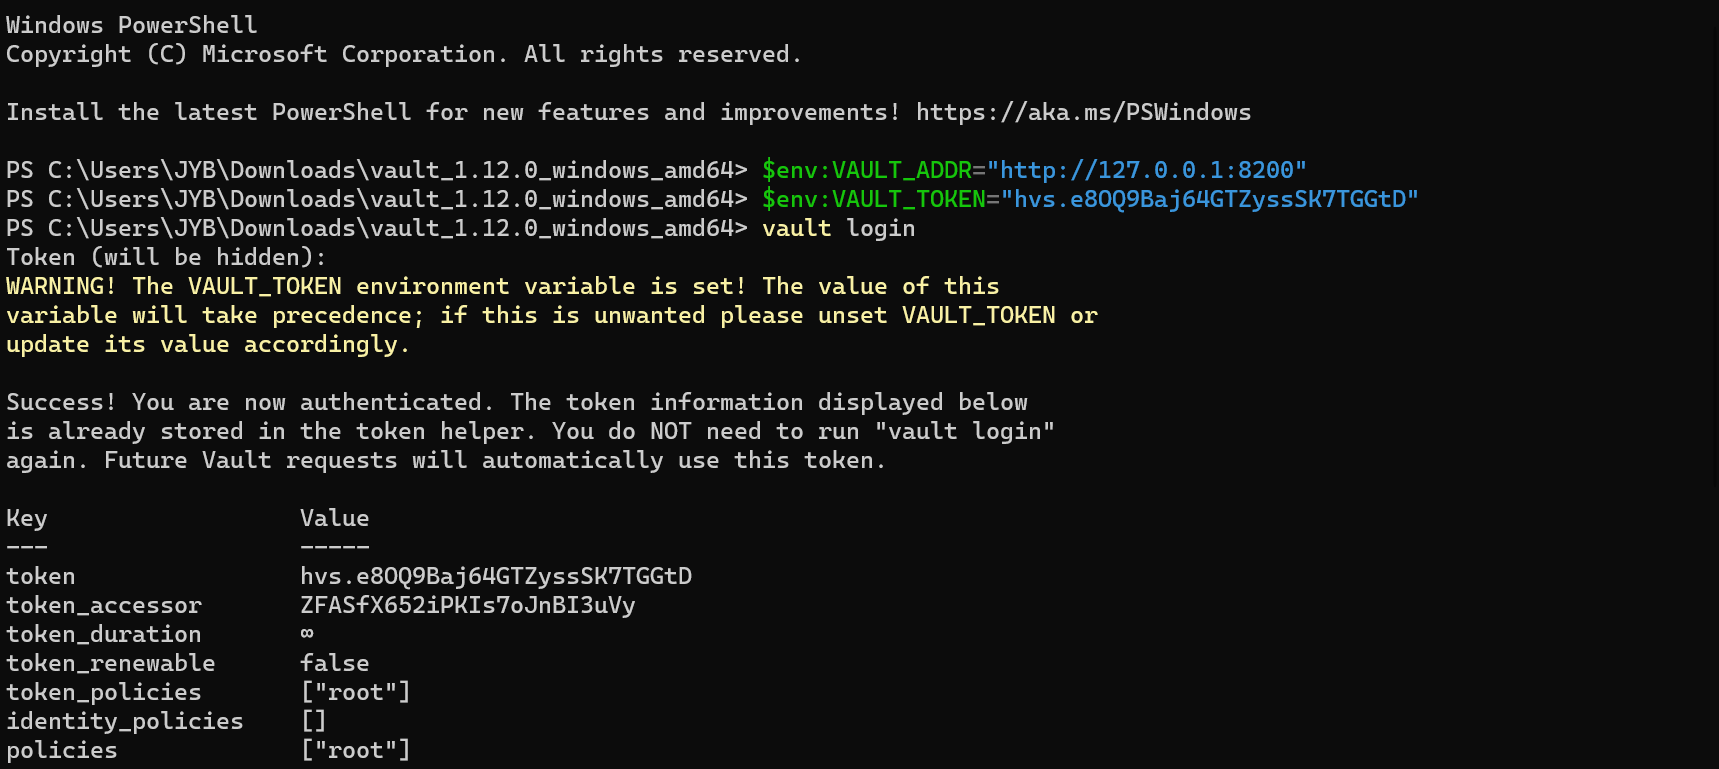 Windows PowerShell
Copyright (C) Microsoft Corporation. All rights reserved.
Install the latest PowerShell for new features and improvements! https://aka.ms/PSWindows
PS C:\Users\JYB\Downloads\vault_1.12.0_windows_amd64> $env:VAULT_ADDR="http://127.0.0.1:8200"
PS C:\Users\JYB\Downloads\vault_1.12.0_windows_amd64> $env:VAULT_TOKEN="hvs.e8OQ9Baj64GTZyssSK7TGGtD"
PS C:\Users\JYB\Downloads\vault_1.12.0_windows_amd64> vault login
Token (will be hidden):
WARNING! The VAULT_TOKEN environment variable is set! The value of this
variable will take precedence; if this is unwanted please unset VAULT_TOKEN or
update its value accordingly.
Success! You are now authenticated. The token information displayed below
is already stored in the token helper. You do NOT need to run "vault login"
again. Future Vault requests will automatically use this token.
Key                  Value
---                  -----
token                hvs.e8OQ9Baj64GTZyssSK7TGGtD
token_accessor       ZFASfX652iPKIs7oJnBI3uVy
token_duration       ∞
token_renewable      false
token_policies       ["root"]
identity_policies    []
policies             ["root"]